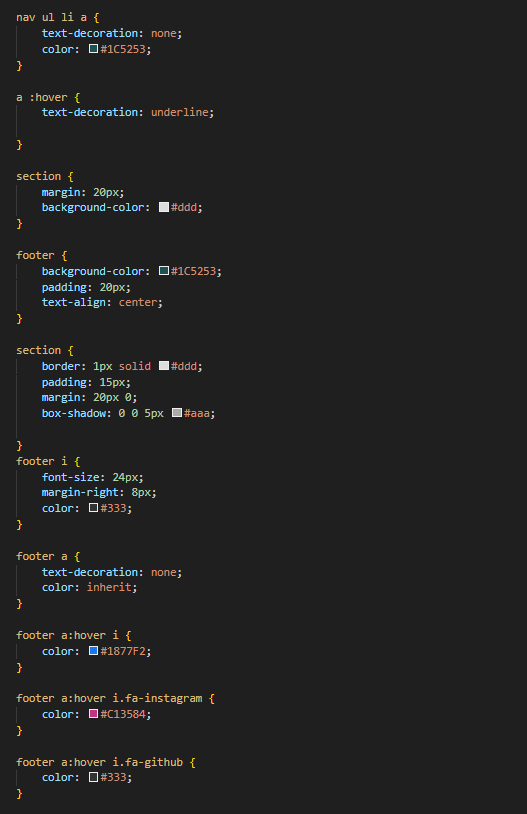 nav ul li a {
    text-decoration: none;
    color: #1C5253;
}
a :hover {
    text-decoration: underline;
}
section {
    margin: 20px;
    background-color: #ddd;
}
footer {
    background-color: #1C5253;
    padding: 20px;
    text-align: center;
}
section {
    border: 1px solid #ddd;
    padding: 15px;
    margin: 20px 0;
    box-shadow: 0 0 5px #aaa;
}
footer i {
    font-size: 24px;
    margin-right: 8px;
    color: #333;
}
footer a {
    text-decoration: none;
    color: inherit;
}
footer a:hover i {
    color: #1877F2;
}
footer a:hover i.fa-instagram {
    color: #C13584;
}
footer a:hover i.fa-github {
    color: #333;
}